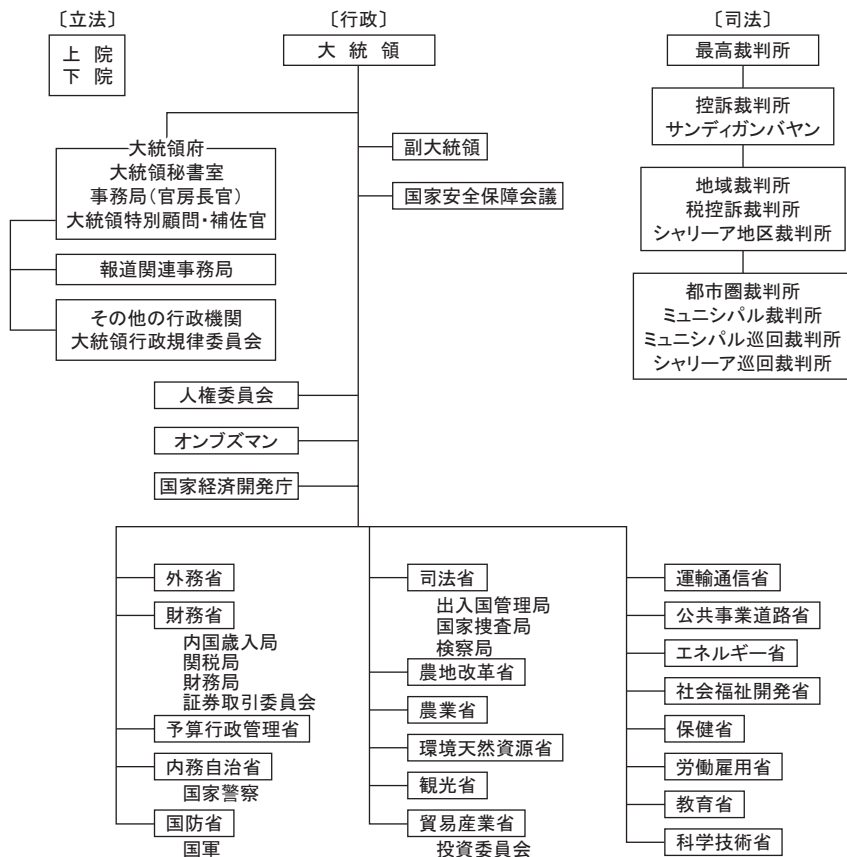 〔立法〕
上 院
下 院
〔行政〕
大 統 領
大統領府
大統領秘書室
事務局（官房長官）
大統領特別顧問・補佐官
報道関連事務局
その他の行政機関
大統領行政規律委員会
副大統領
国家安全保障会議
人権委員会
オンブズマン
国家経済開発庁
外務省
財務省
内国歳入局
関税局
財務局
証券取引委員会
予算行政管理省
内務自治省
国家警察
国防省
国軍
司法省
出入国管理局
国家捜査局
検察局
農地改革省
農業省
環境天然資源省
観光省
貿易産業省
投資委員会
運輸通信省
公共事業道路省
エネルギー省
社会福祉開発省
保健省
労働雇用省
教育省
科学技術省
〔司法〕
最高裁判所
控訴裁判所
サンディガンバヤン
地域裁判所
税控訴裁判所
シャリーア地区裁判所
都市圏裁判所
ミュニシパル裁判所
ミュニシパル巡回裁判所
シャリーア巡回裁判所